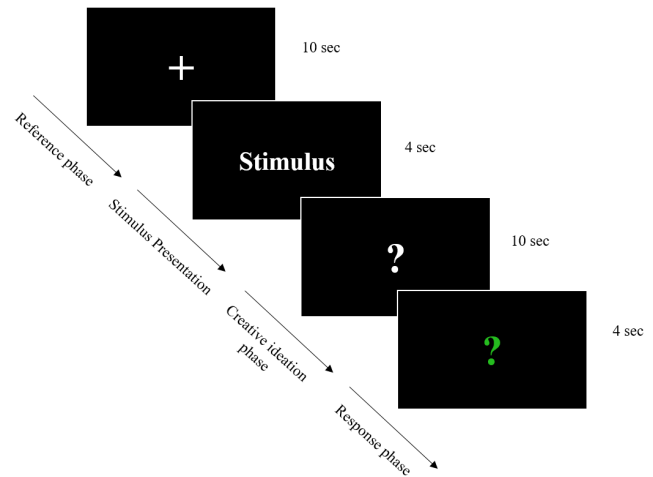 +
10 sec
Stimulus
4 sec
?
10 sec
?
4 sec
Reference phase
Stimulus Presentation
Creative ideation
phase
Response phase